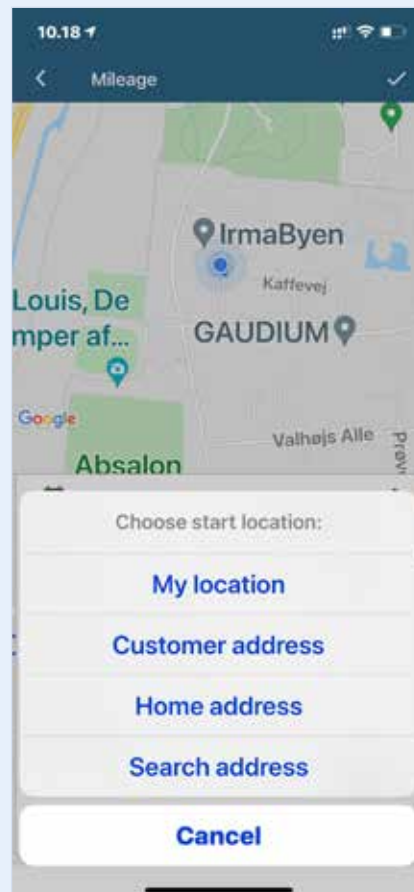 10.18
Mileage
IrmaByen
Kaffevej
Louis, De
mper af...
GAUDIUM
Google
Valhøjs Alle
Prøv
Absalon
Choose start location:
My location
Customer address
Home address
Search address
Cancel